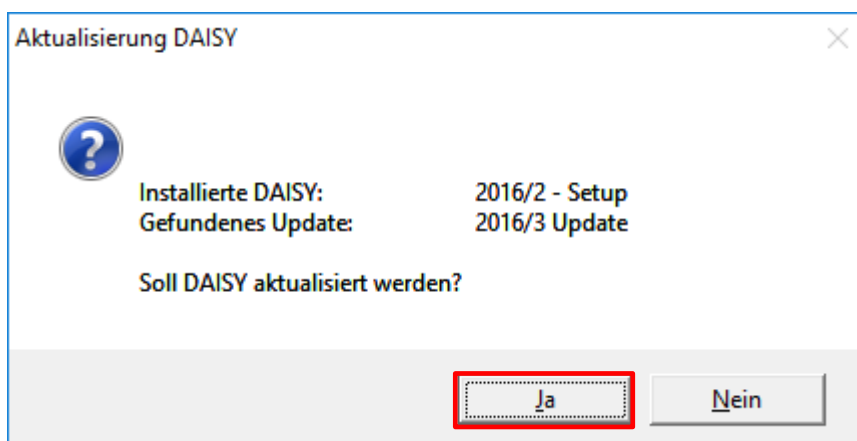 Aktualisierung DAISY
Installierte DAISY: 2016/2 - Setup
Gefundenes Update: 2016/3 Update
Soll DAISY aktualisiert werden?
Ja Nein